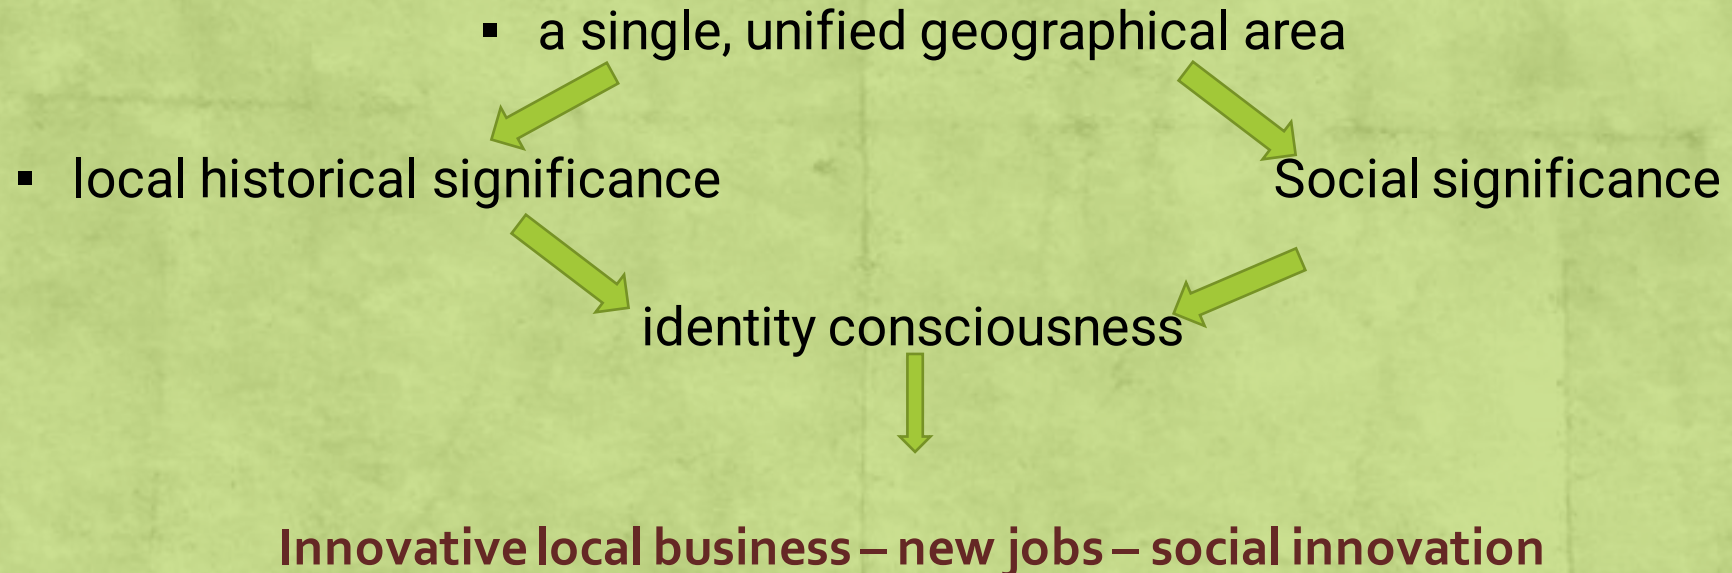 ▪ a single, unified geographical area
▪ local historical significance
Social significance
identity consciousness
Innovative local business – new jobs – social innovation